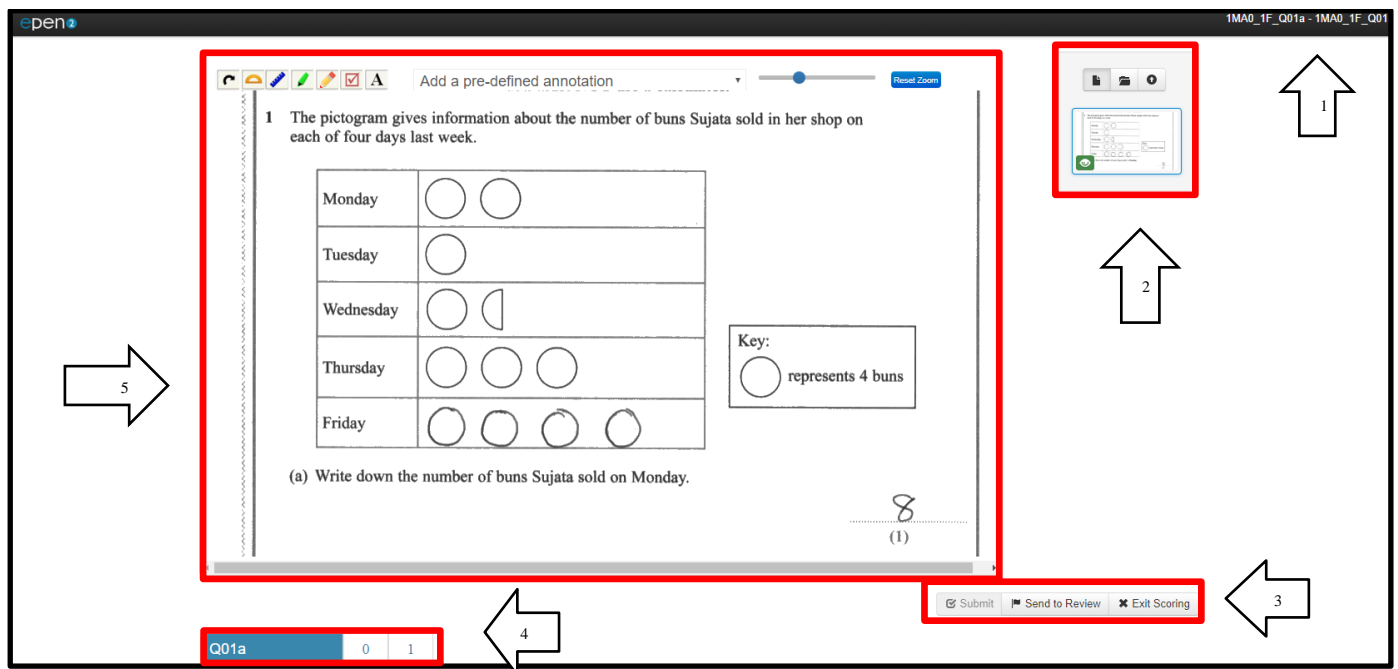 epen2
1MA0_1F_Q01a - 1MA0_1F_Q01
A Add a pre-defined annotation
Reset Zoom
1 The pictogram gives information about the number of buns Sujata sold in her shop on
each of four days last week.
Monday
Tuesday
Wednesday
Thursday
Friday
Key:
represents 4 buns
(a) Write down the number of buns Sujata sold on Monday.
8
(1)
1
2
5
Submit Send to Review Exit Scoring
3
4
Q01a 0 1